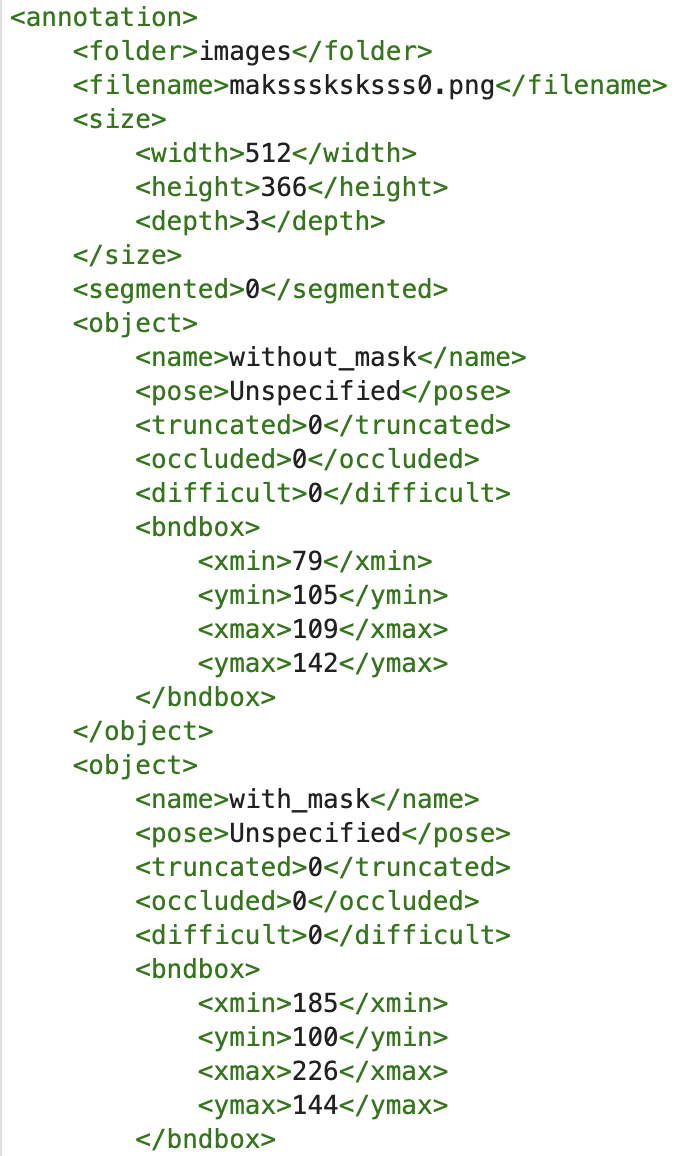 <annotation>
    <folder>images</folder>
    <filename>maksssksksss0.png</filename>
    <size>
        <width>512</width>
        <height>366</height>
        <depth>3</depth>
    </size>
    <segmented>0</segmented>
    <object>
        <name>without_mask</name>
        <pose>Unspecified</pose>
        <truncated>0</truncated>
        <occluded>0</occluded>
        <difficult>0</difficult>
        <bndbox>
            <xmin>79</xmin>
            <ymin>105</ymin>
            <xmax>109</xmax>
            <ymax>142</ymax>
        </bndbox>
    </object>
    <object>
        <name>with_mask</name>
        <pose>Unspecified</pose>
        <truncated>0</truncated>
        <occluded>0</occluded>
        <difficult>0</difficult>
        <bndbox>
            <xmin>185</xmin>
            <ymin>100</ymin>
            <xmax>226</xmax>
            <ymax>144</ymax>
        </bndbox>